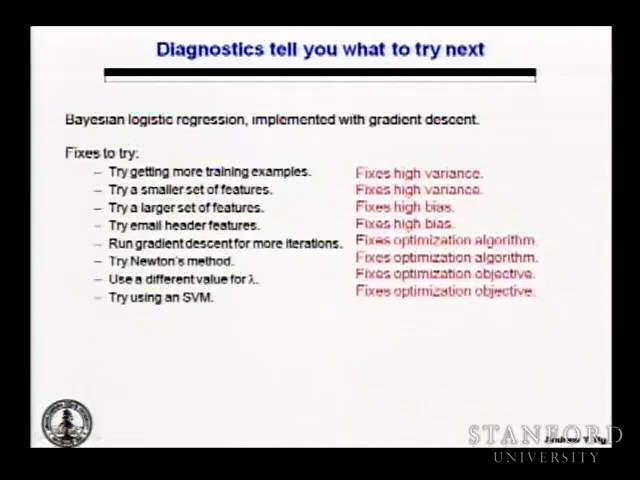 Diagnostics tell you what to try next
Bayesian logistic regression, implemented with gradient descent.
Fixes to try:
– Try getting more training examples. Fixes high variance.
– Try a smaller set of features. Fixes high variance.
– Try a larger set of features. Fixes high bias.
– Try email header features. Fixes high bias.
– Run gradient descent for more iterations. Fixes optimization algorithm.
– Try Newton's method. Fixes optimization algorithm.
– Use a different value for λ. Fixes optimization objective.
– Try using an SVM. Fixes optimization objective.
STANFORD
UNIVERSITY